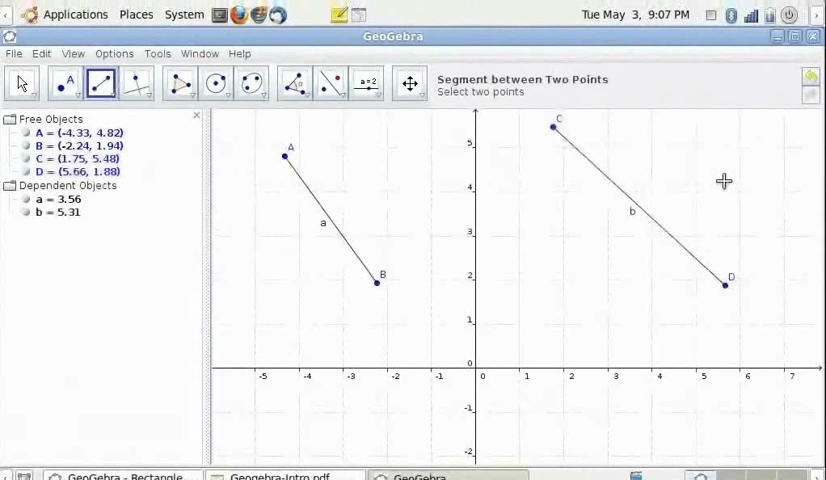 Applications Places System Tue May 3, 9:07 PM
GeoGebra
File Edit View Options Tools Window Help
A
α
a=2
Segment between Two Points
Select two points
Free Objects
A = (-4.33, 4.82)
B = (-2.24, 1.94)
C = (1.75, 5.48)
D = (5.66, 1.88)
Dependent Objects
a = 3.56
b = 5.31
C
5
A
4
b
a
3
B
D
2
1
0
-5 -4 -3 -2 -1 0 1 2 3 4 5 6 7
-1
-2
GeoGebra - Rectangle... Geogebra-Intro.pdf GeoGebra